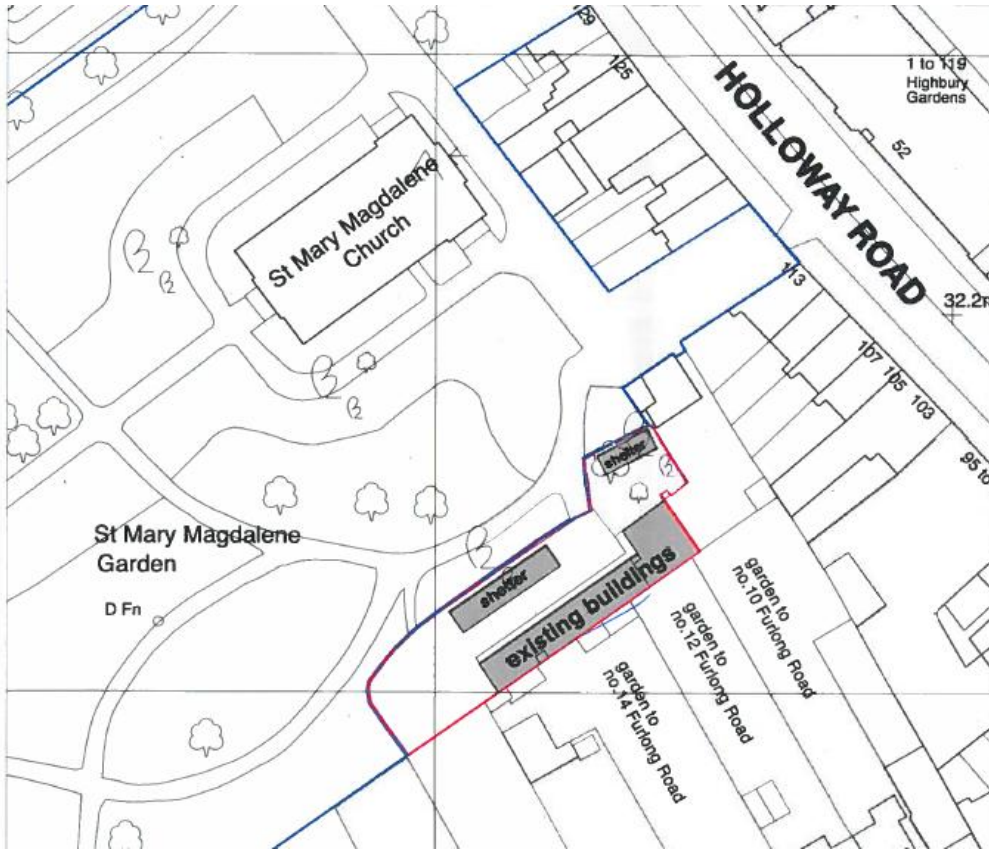 129
125
1 to 119
Highbury
Gardens
52
HOLLOWAY ROAD
St Mary Magdalene
Church
113
32.2
107
105
103
95 to
shelter
St Mary Magdalene
Garden
D Fn
shelter
existing buildings
garden to
no.10 Furlong Road
garden to
no.12 Furlong Road
garden to
no.14 Furlong Road